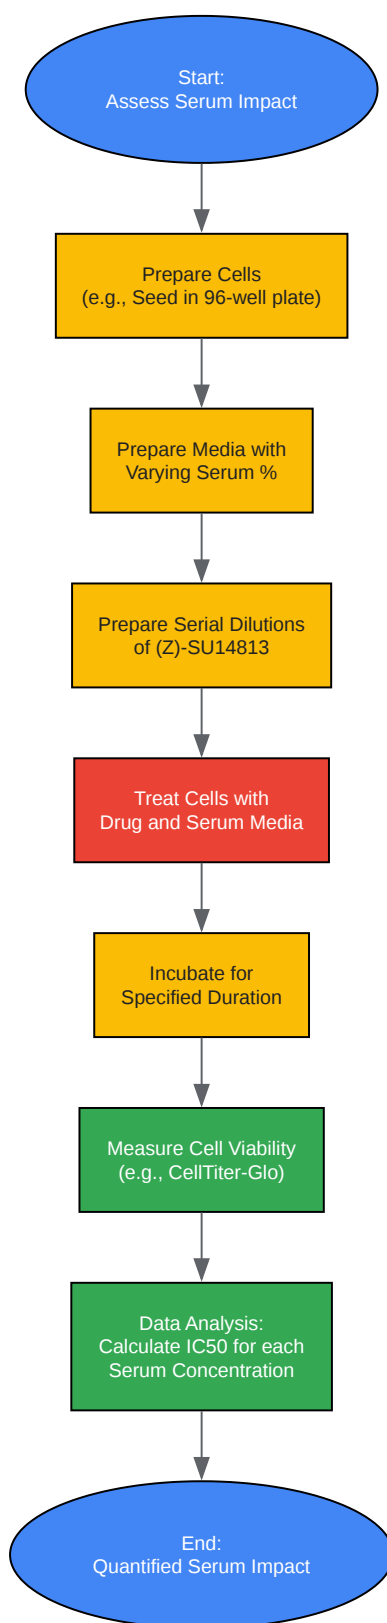 Start:
Assess Serum Impact
Prepare Cells
(e.g., Seed in 96-well plate)
Prepare Media with
Varying Serum %
Prepare Serial Dilutions
of (Z)-SU14813
Treat Cells with
Drug and Serum Media
Incubate for
Specified Duration
Measure Cell Viability
(e.g., CellTiter-Glo)
Data Analysis:
Calculate IC50 for each
Serum Concentration
End:
Quantified Serum Impact